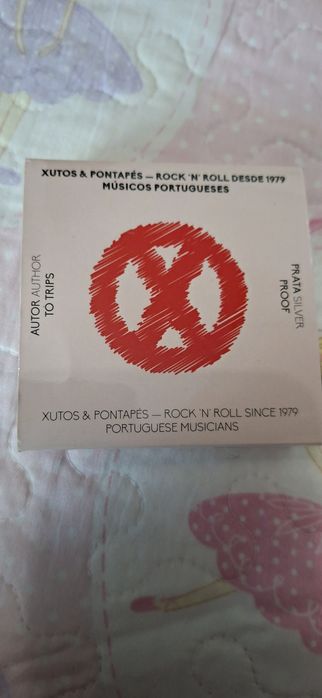 XUTOS & PONTAPÉS — ROCK 'N' ROLL DESDE 1979
MÚSICOS PORTUGUESES
AUTOR AUTHOR
TO TRIPS
PRATA SILVER
PROOF
XUTOS & PONTAPÉS — ROCK 'N' ROLL SINCE 1979
PORTUGUESE MUSICIANS